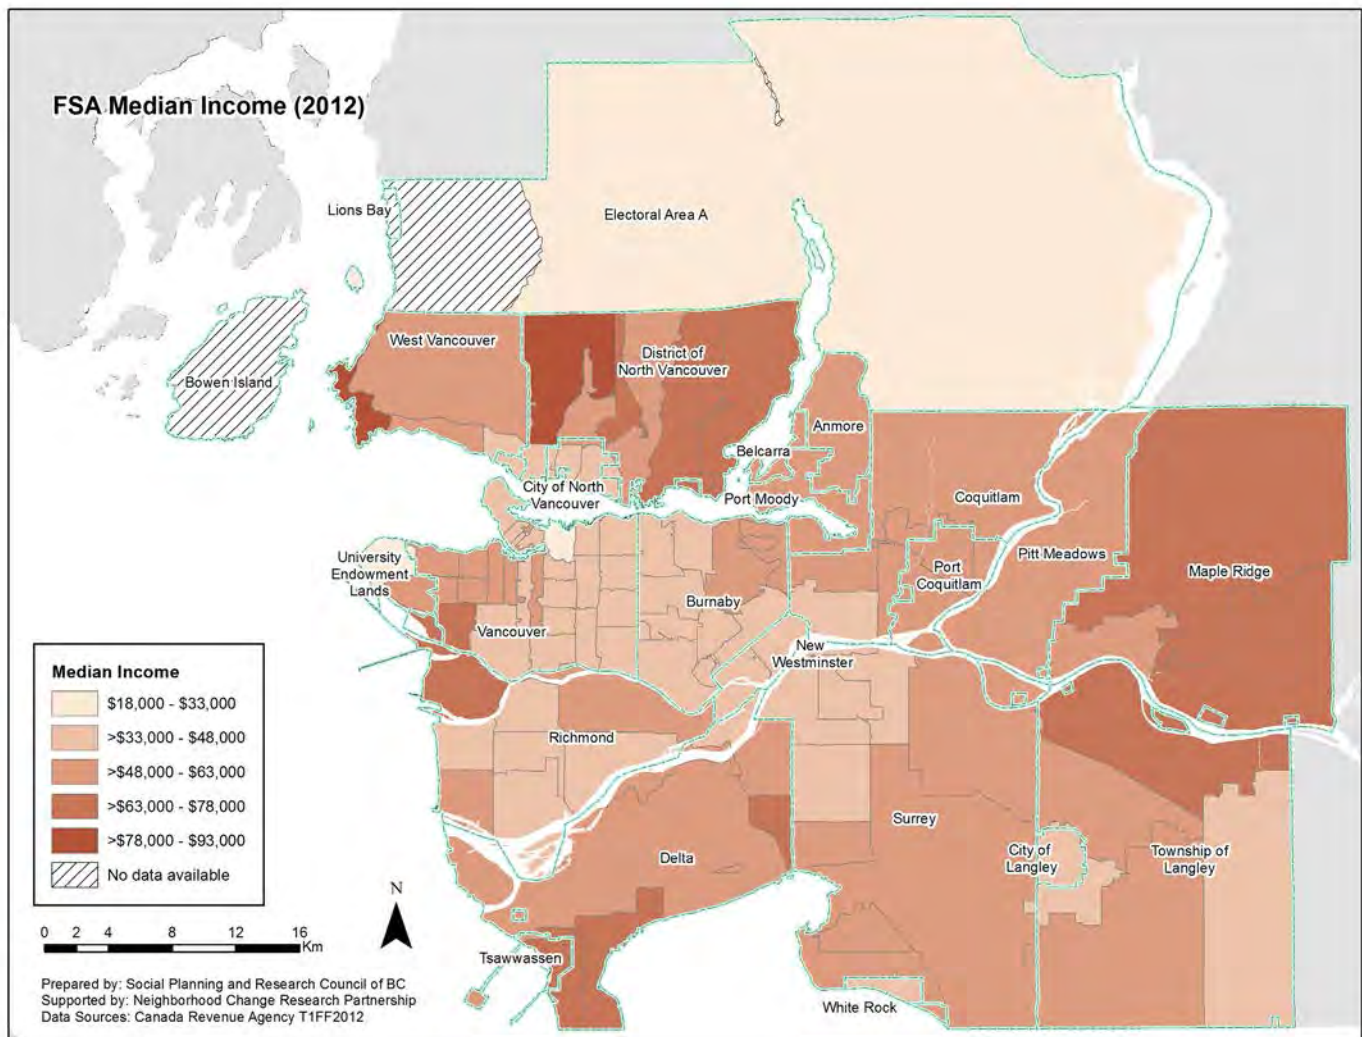 FSA Median Income (2012)
Lions Bay
Electoral Area A
West Vancouver
District of
North Vancouver
Bowen Island
Anmore
Belcarra
City of North
Vancouver
Port Moody
Coquitlam
University
Endowment
Lands
Port
Coquitlam
Pitt Meadows
Maple Ridge
Burnaby
Vancouver
New
Westminster
Richmond
Surrey
Delta
City of
Langley
Township of
Langley
Tsawwassen
White Rock
Median Income
$18,000 - $33,000
>$33,000 - $48,000
>$48,000 - $63,000
>$63,000 - $78,000
>$78,000 - $93,000
No data available
N
0 2 4 8 12 16
Km
Prepared by: Social Planning and Research Council of BC
Supported by: Neighborhood Change Research Partnership
Data Sources: Canada Revenue Agency T1FF2012